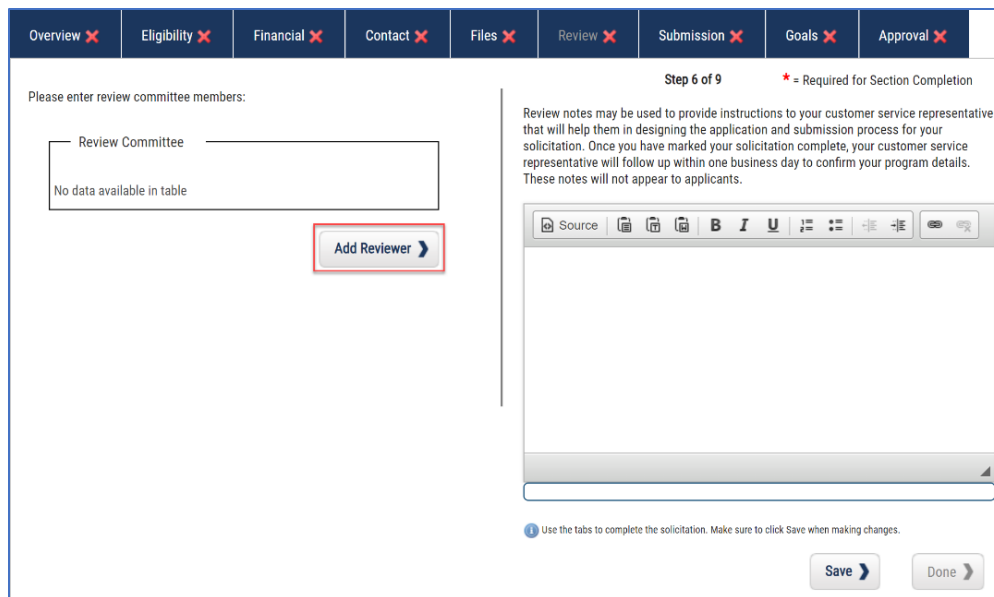 Overview
Eligibility
Financial
Contact
Files
Review
Submission
Goals
Approval
Step 6 of 9
* = Required for Section Completion
Please enter review committee members:
Review Committee
No data available in table
Add Reviewer
Review notes may be used to provide instructions to your customer service representative
that will help them in designing the application and submission process for your
solicitation. Once you have marked your solicitation complete, your customer service
representative will follow up within one business day to confirm your program details.
These notes will not appear to applicants.
Source B I U
Use the tabs to complete the solicitation. Make sure to click Save when making changes.
Save
Done